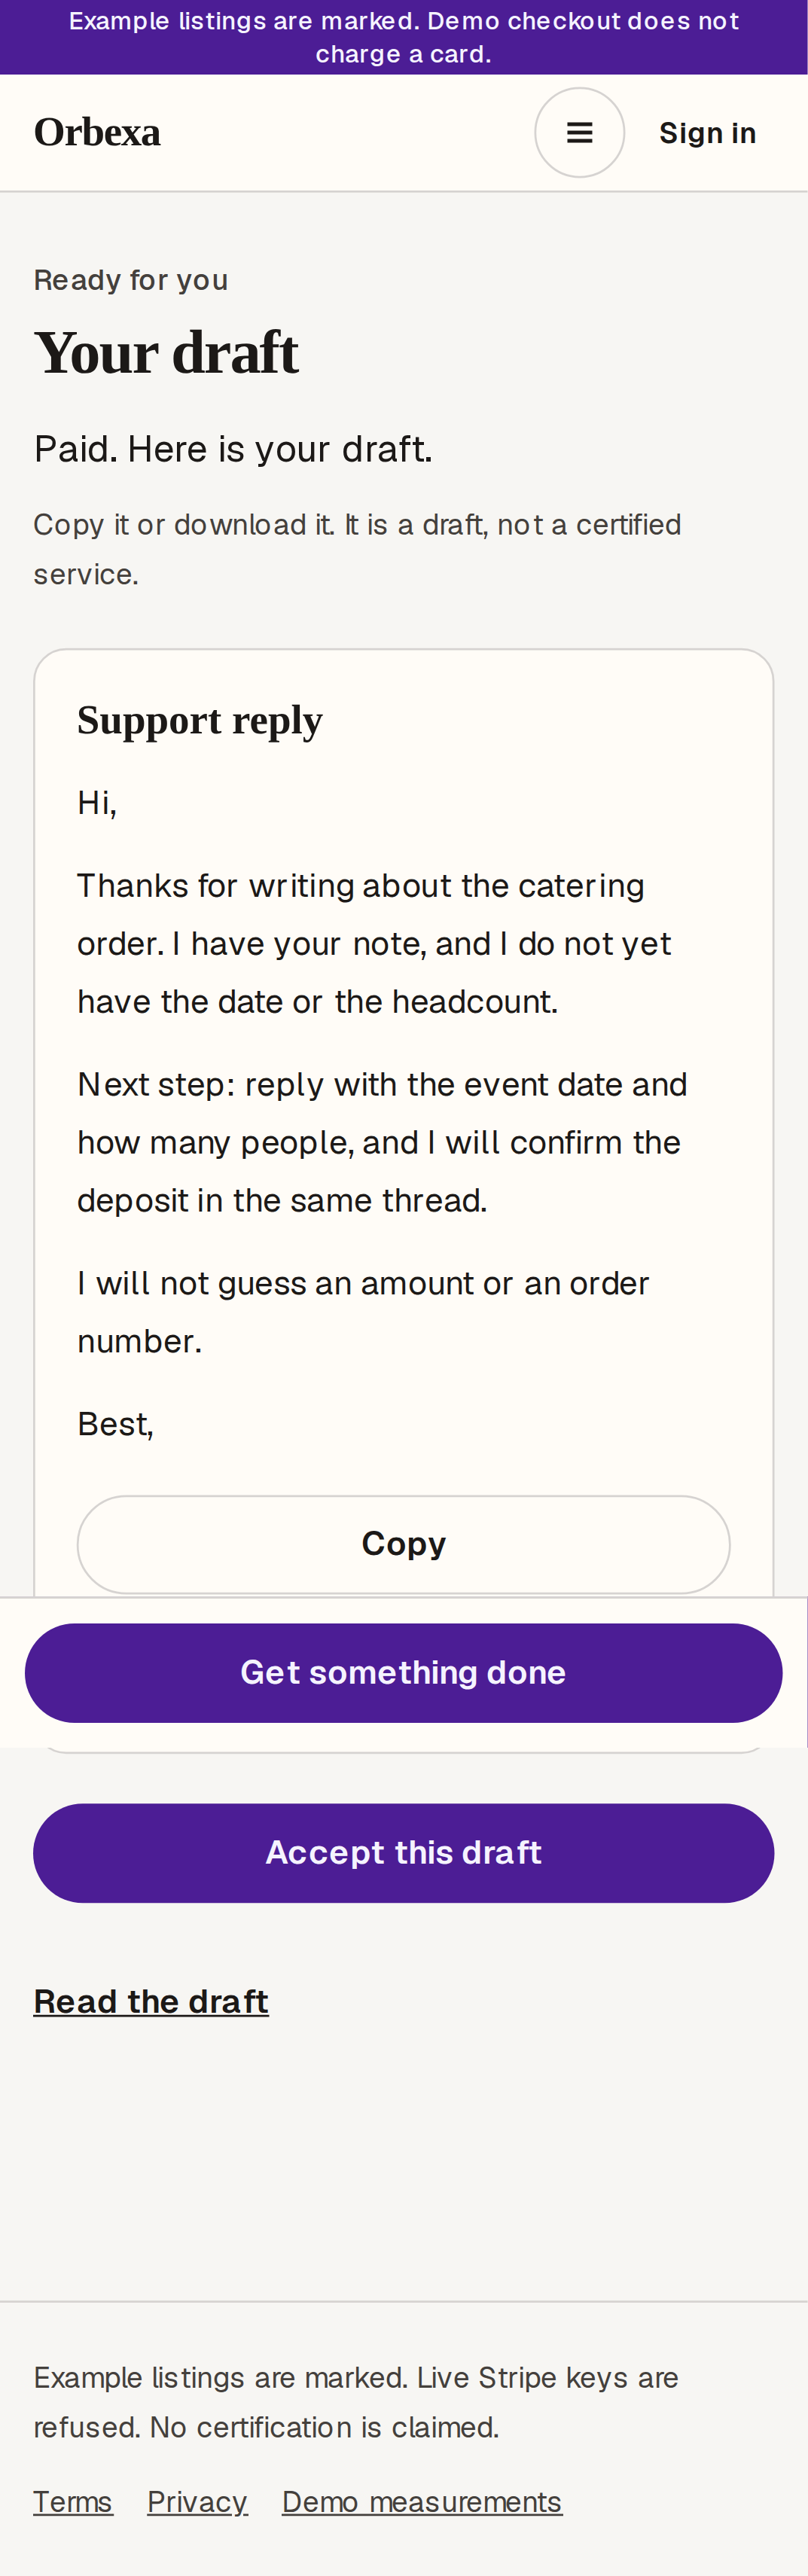 Example listings are marked. Demo checkout does not
charge a card.
Orbexa
Sign in
Ready for you
Your draft
Paid. Here is your draft.
Copy it or download it. It is a draft, not a certified
service.
Support reply
Hi,
Thanks for writing about the catering
order. I have your note, and I do not yet
have the date or the headcount.
Next step: reply with the event date and
how many people, and I will confirm the
deposit in the same thread.
I will not guess an amount or an order
number.
Best,
Copy
Get something done
Accept this draft
Read the draft
Example listings are marked. Live Stripe keys are
refused. No certification is claimed.
Terms Privacy Demo measurements